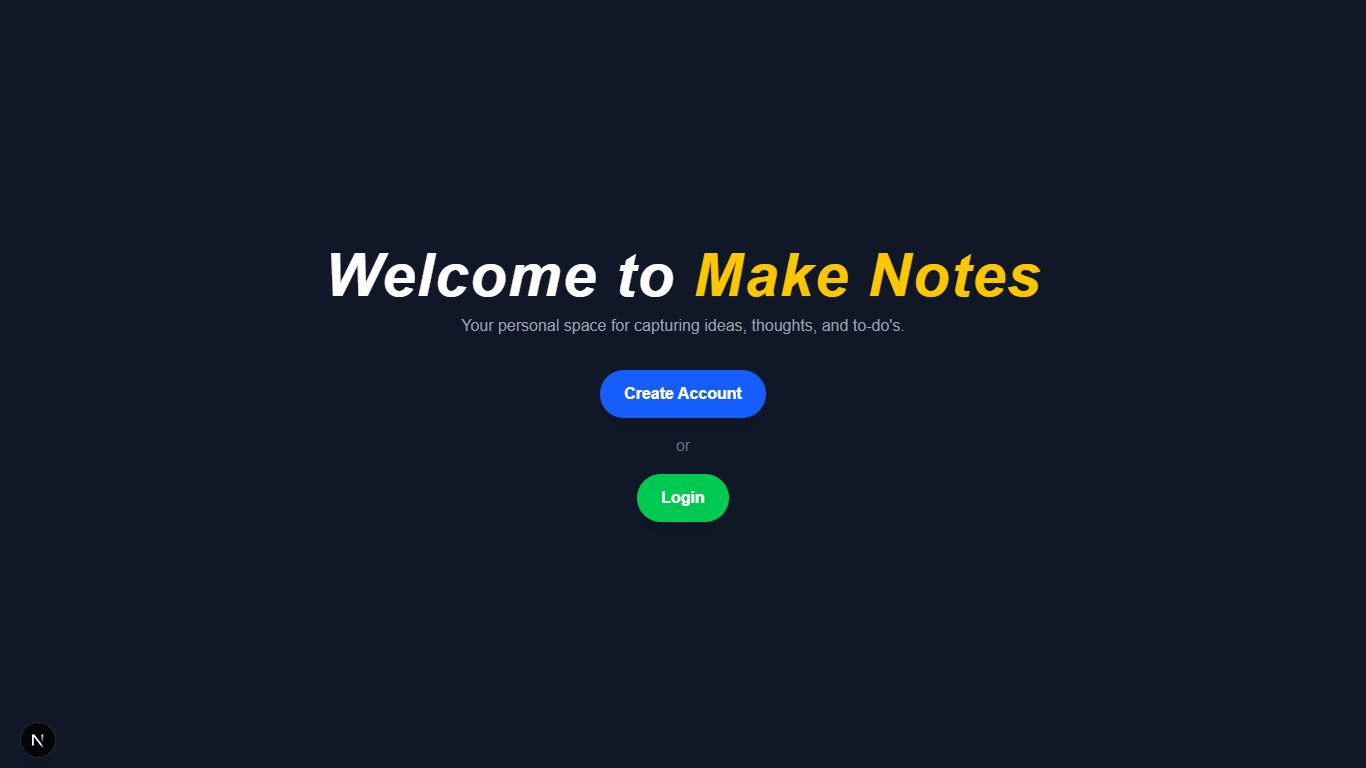 Welcome to Make Notes
Your personal space for capturing ideas, thoughts, and to-do's.
Create Account
or
Login
N